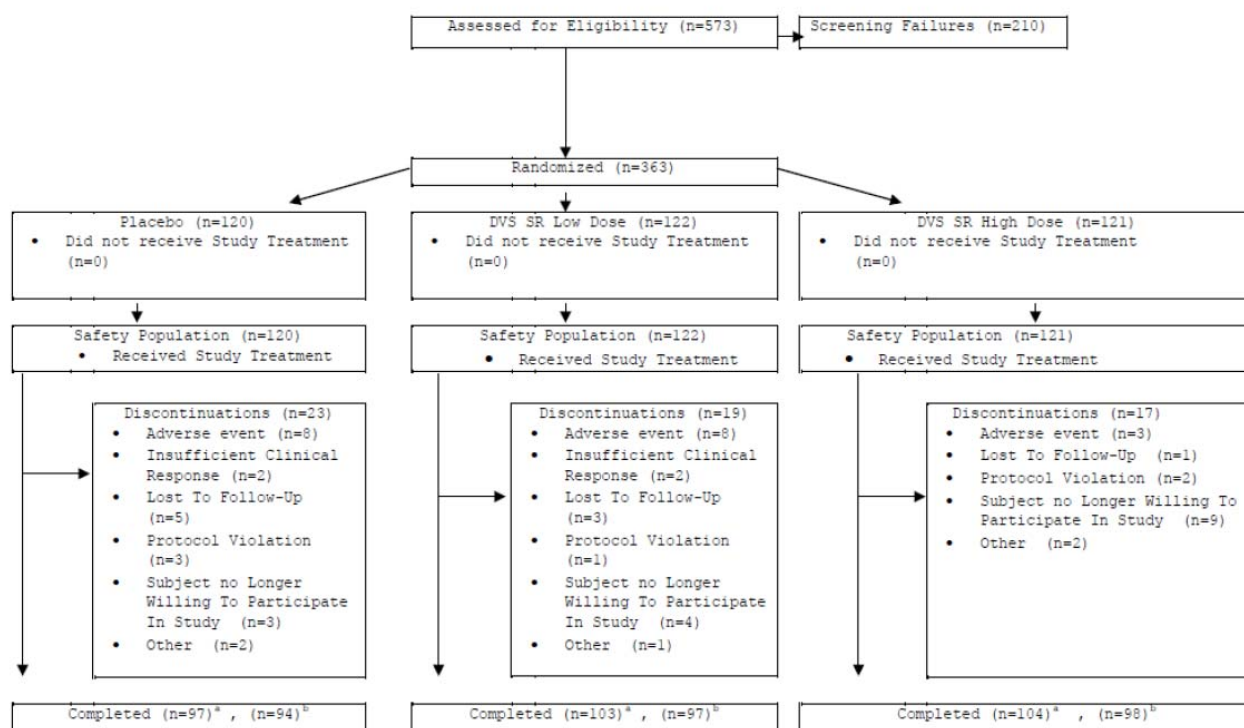 Assessed for Eligibility (n=573)
Screening Failures (n=210)
Randomized (n=363)
Placebo (n=120)
• Did not receive Study Treatment
(n=0)
DVS SR Low Dose (n=122)
• Did not receive Study Treatment
(n=0)
DVS SR High Dose (n=121)
• Did not receive Study Treatment
(n=0)
Safety Population (n=120)
• Received Study Treatment
Safety Population (n=122)
• Received Study Treatment
Safety Population (n=121)
• Received Study Treatment
Discontinuations (n=23)
• Adverse event (n=8)
• Insufficient Clinical
Response (n=2)
• Lost To Follow-Up
(n=5)
• Protocol Violation
(n=3)
• Subject no Longer
Willing To Participate
In Study (n=3)
• Other (n=2)
Discontinuations (n=19)
• Adverse event (n=8)
• Insufficient Clinical
Response (n=2)
• Lost To Follow-Up
(n=3)
• Protocol Violation
(n=1)
• Subject no Longer
Willing To Participate
In Study (n=4)
• Other (n=1)
Discontinuations (n=17)
• Adverse event (n=3)
• Lost To Follow-Up (n=1)
• Protocol Violation (n=2)
• Subject no Longer Willing To
Participate In Study (n=9)
• Other (n=2)
Completed (n=97)ᵃ , (n=94)ᵇ
Completed (n=103)ᵃ , (n=97)ᵇ
Completed (n=104)ᵃ , (n=98)ᵇ